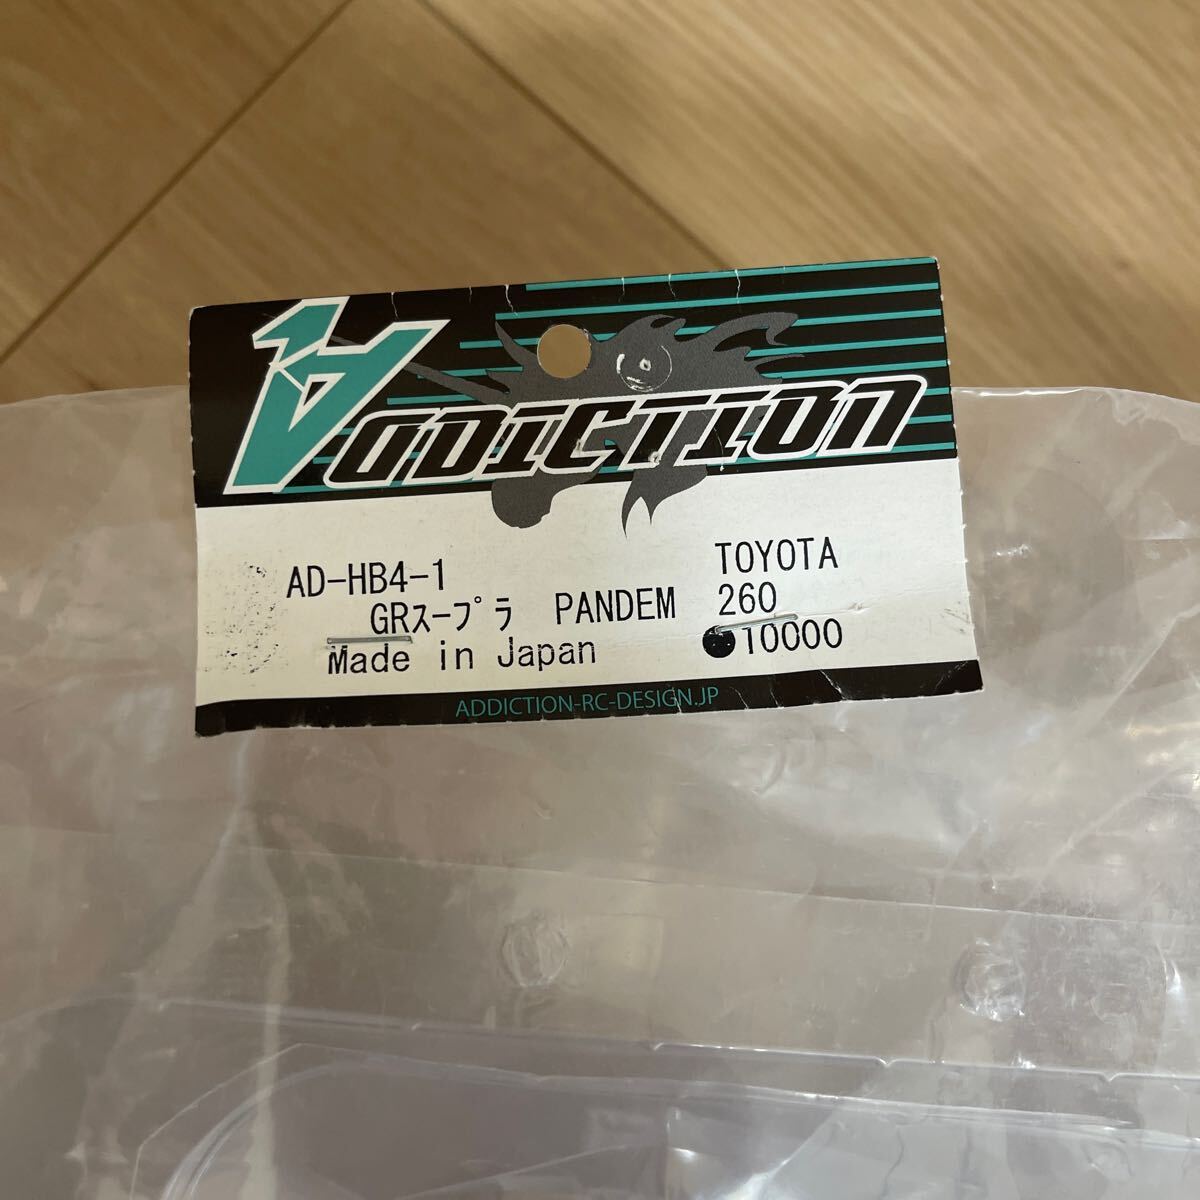 ADDICTION
AD-HB4-1 TOYOTA
GRｽｰﾌﾟﾗ PANDEM 260
Made in Japan ●10000
ADDICTION-RC-DESIGN.JP